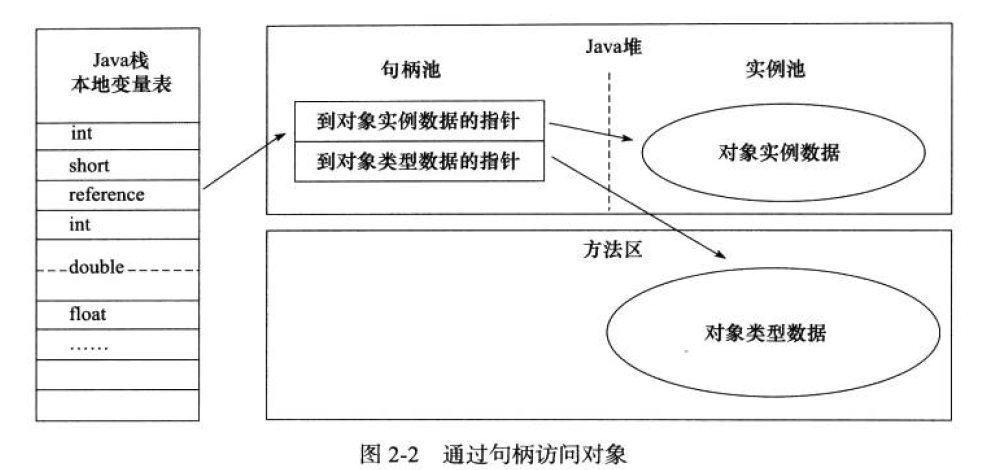 Java栈
本地变量表
int
short
reference
int
double
float
……
Java堆
句柄池
实例池
到对象实例数据的指针
到对象类型数据的指针
对象实例数据
方法区
对象类型数据
图 2-2 通过句柄访问对象